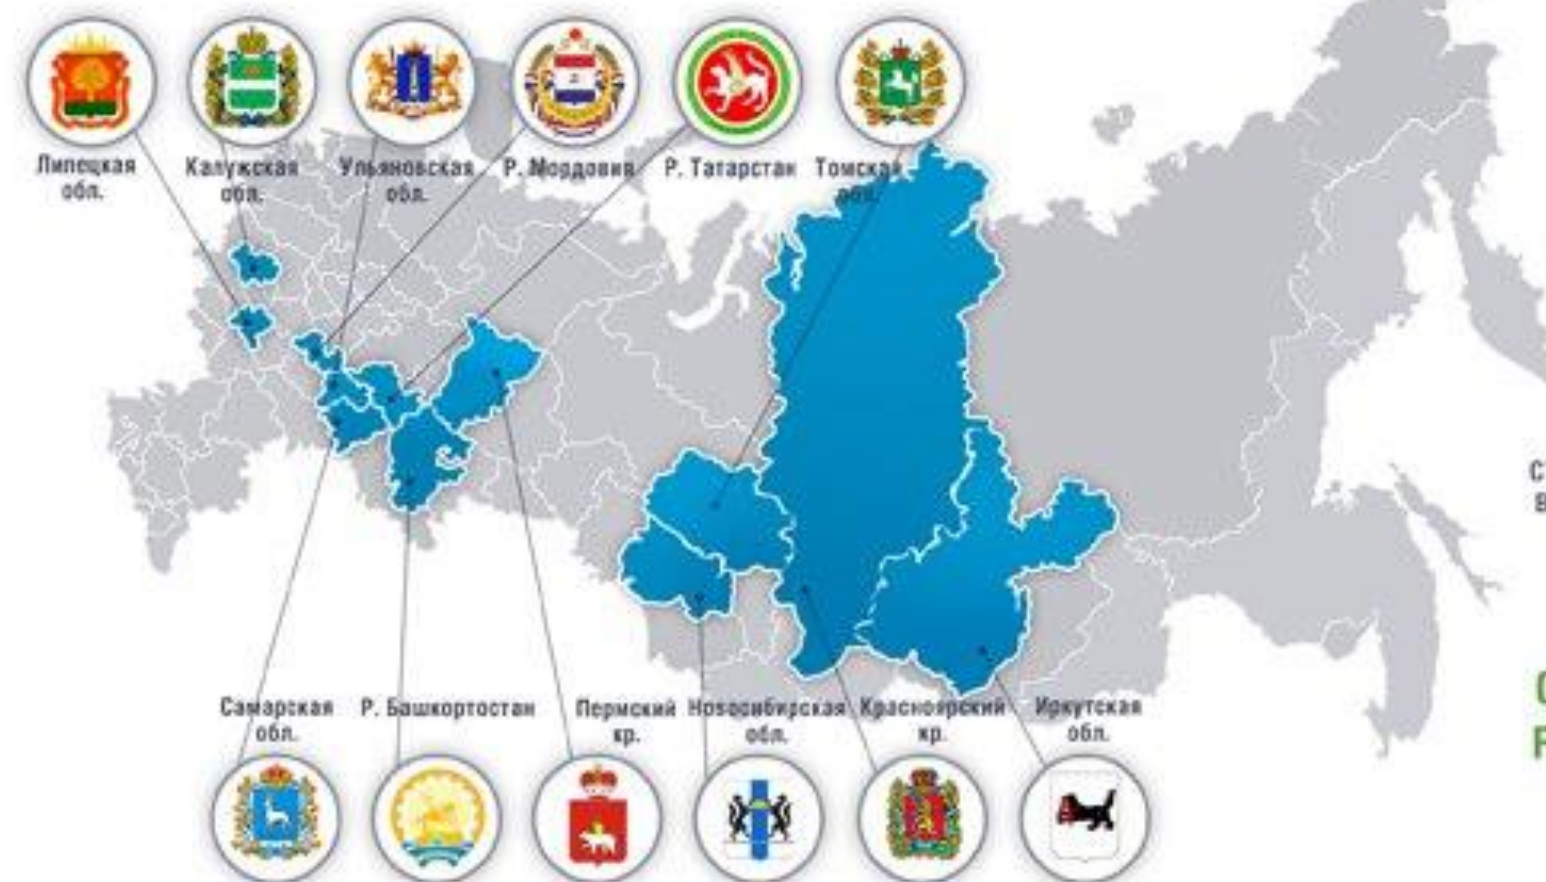 Липецкая
обл.
Калужская
обл.
Ульяновская
обл.
Р. Мордовия
Р. Татарстан
Томская
обл.
Самарская
обл.
Р. Башкортостан
Пермский
кр.
Новосибирская
обл.
Красноярский
кр.
Иркутская
обл.